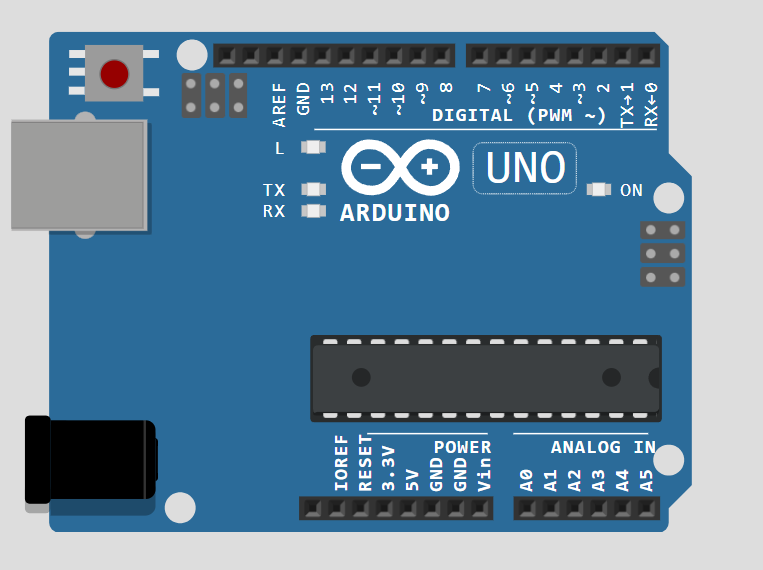 AREF
GND
13
12
~11
~10
~9
8
7
~6
~5
4
~3
2
TX→1
RX←0
DIGITAL (PWM ~)
L
TX
RX
UNO
ON
ARDUINO
IOREF
RESET
3.3V
5V
GND
GND
Vin
POWER
ANALOG IN
A0
A1
A2
A3
A4
A5